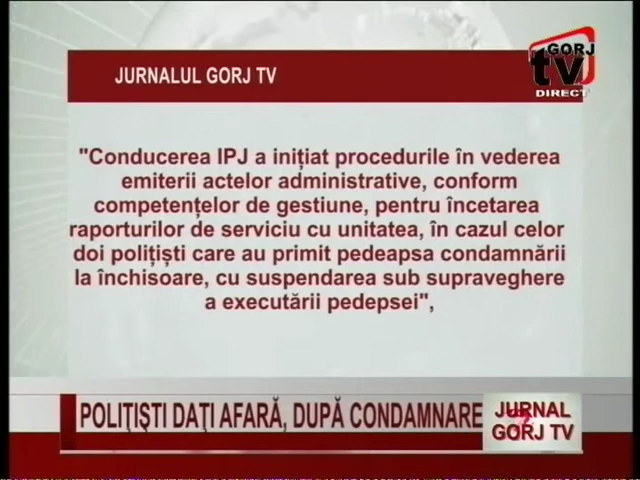 JURNALUL GORJ TV
GORJ
tv
DIRECT
"Conducerea IPJ a inițiat procedurile în vederea
emiterii actelor administrative, conform
competențelor de gestiune, pentru încetarea
raporturilor de serviciu cu unitatea, în cazul celor
doi polițiști care au primit pedeapsa condamnării
la închisoare, cu suspendarea sub supraveghere
a executării pedepsei",
POLIŢIŞTI DAŢI AFARĂ, DUPĂ CONDAMNARE
JURNAL
GORJ TV